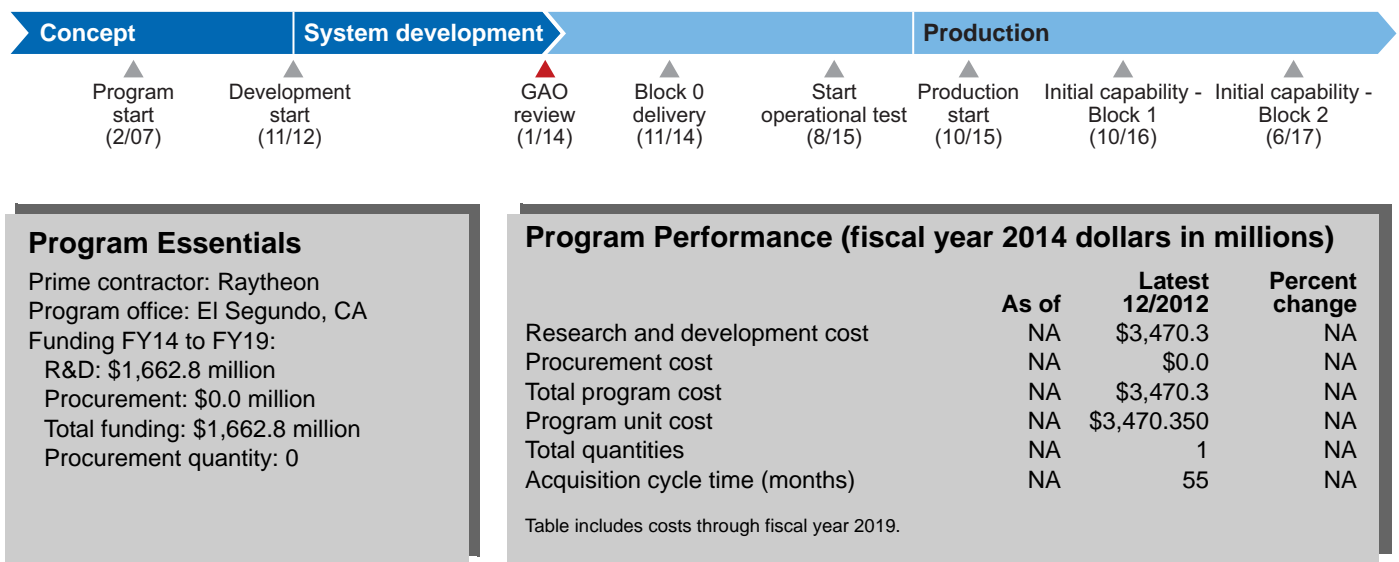 Concept
System development
Production
Program start (2/07)
Development start (11/12)
GAO review (1/14)
Block 0 delivery (11/14)
Start operational test (8/15)
Production start (10/15)
Initial capability - Block 1 (10/16)
Initial capability - Block 2 (6/17)
Program Essentials
Prime contractor: Raytheon
Program office: El Segundo, CA
Funding FY14 to FY19:
R&D: $1,662.8 million
Procurement: $0.0 million
Total funding: $1,662.8 million
Procurement quantity: 0
Program Performance (fiscal year 2014 dollars in millions)
As of Latest 12/2012 Percent change
Research and development cost NA $3,470.3 NA
Procurement cost NA $0.0 NA
Total program cost NA $3,470.3 NA
Program unit cost NA $3,470.350 NA
Total quantities NA 1 NA
Acquisition cycle time (months) NA 55 NA
Table includes costs through fiscal year 2019.